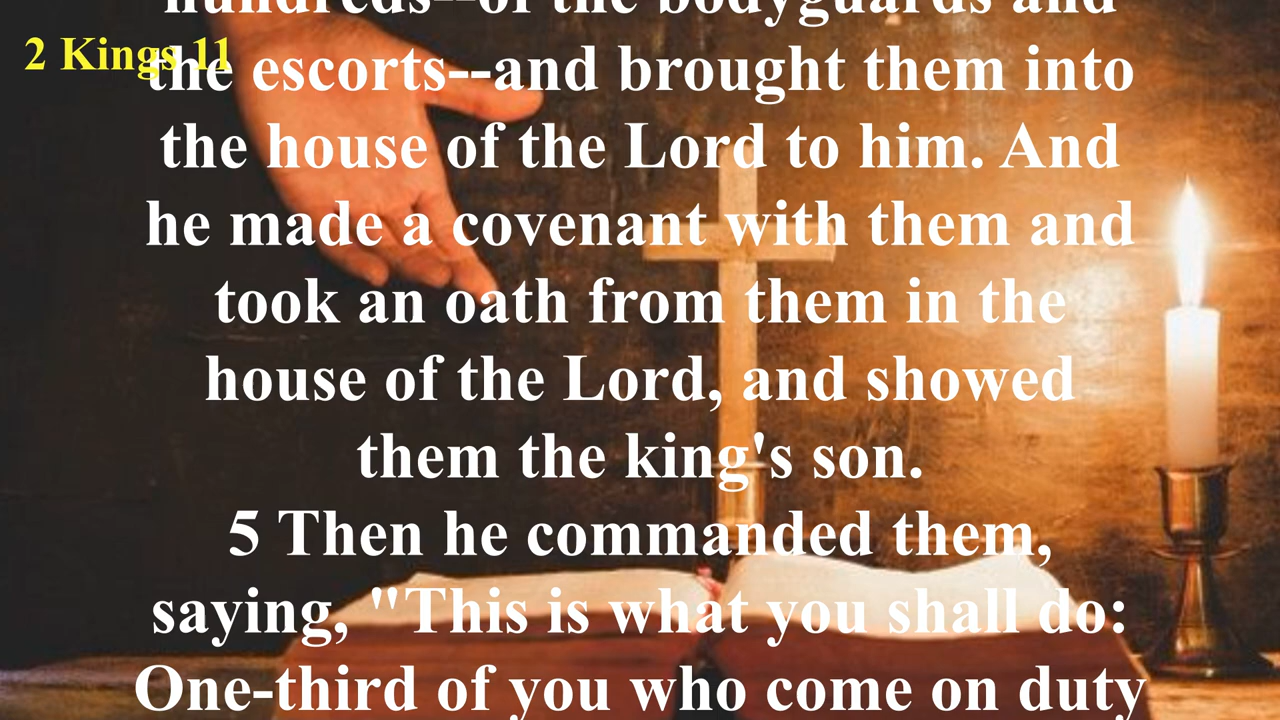 hundreds--of the bodyguards and
2 Kings 11
the escorts--and brought them into
the house of the Lord to him. And
he made a covenant with them and
took an oath from them in the
house of the Lord, and showed
them the king's son.
5 Then he commanded them,
saying, "This is what you shall do:
One-third of you who come on duty